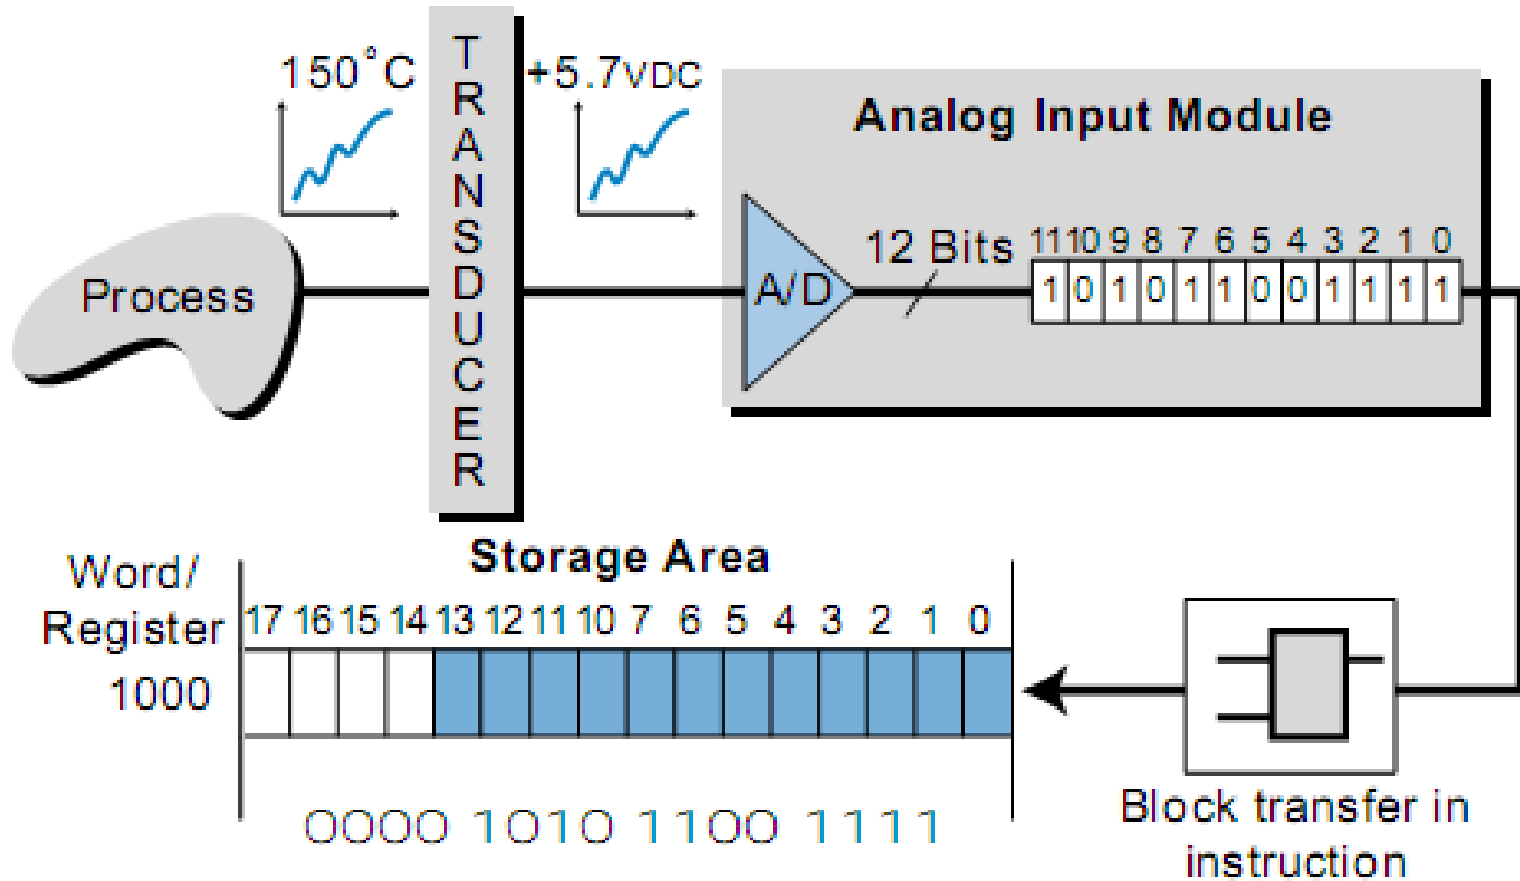 150°C
TRANSDUCER
+5.7VDC
Analog Input Module
Process
A/D
12 Bits
11 10 9 8 7 6 5 4 3 2 1 0
1 0 1 0 1 1 0 0 1 1 1 1
Storage Area
Word/
Register
1000
17 16 15 14 13 12 11 10 7 6 5 4 3 2 1 0
0000 1010 1100 1111
Block transfer in
instruction